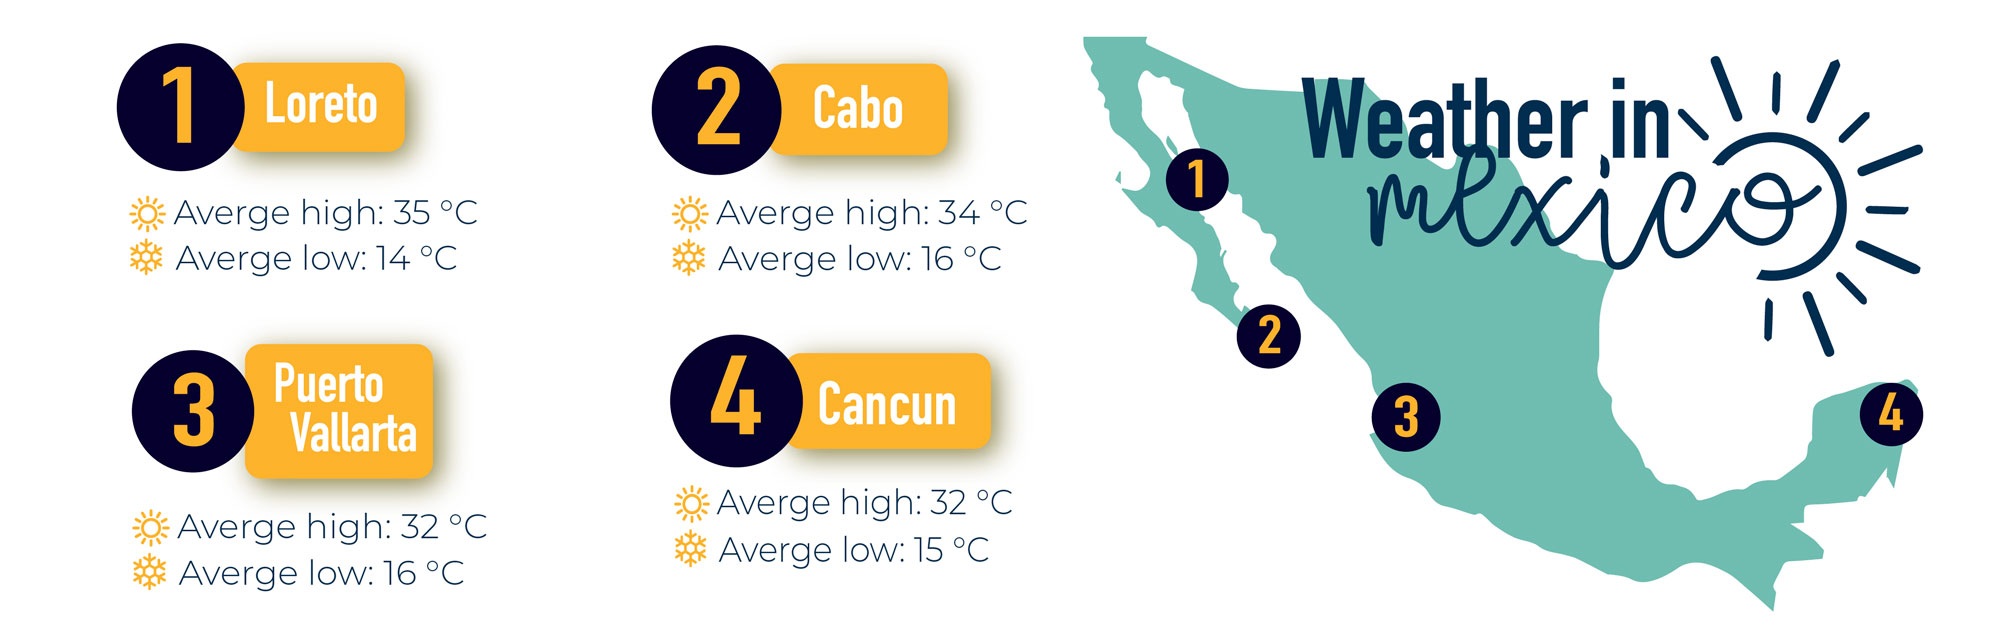 1 Loreto
Averge high: 35 °C
Averge low: 14 °C
2 Cabo
Averge high: 34 °C
Averge low: 16 °C
3 Puerto
Vallarta
Averge high: 32 °C
Averge low: 16 °C
4 Cancun
Averge high: 32 °C
Averge low: 15 °C
Weather in
mexico
1
2
3
4